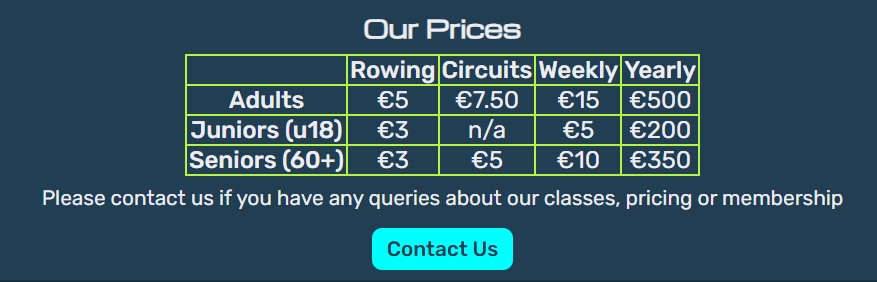 Our Prices
Rowing Circuits Weekly Yearly
Adults €5 €7.50 €15 €500
Juniors (u18) €3 n/a €5 €200
Seniors (60+) €3 €5 €10 €350
Please contact us if you have any queries about our classes, pricing or membership
Contact Us